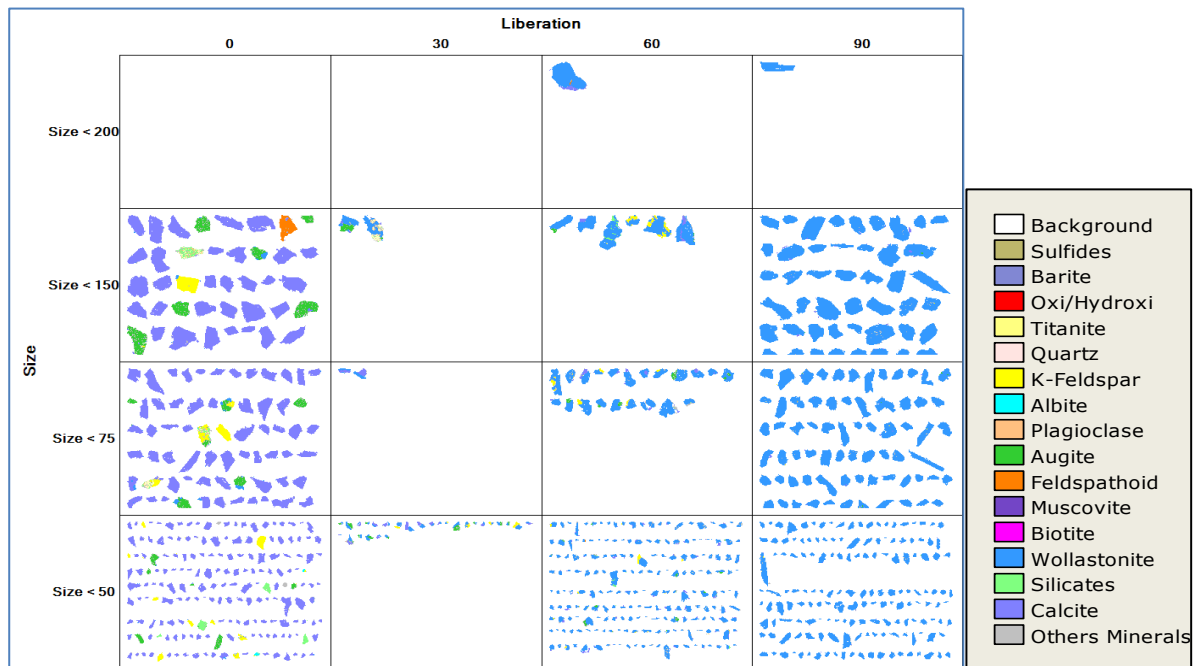 Liberation
0 30 60 90
Size
Size < 200
Size < 150
Size < 75
Size < 50
Background
Sulfides
Barite
Oxi/Hydroxi
Titanite
Quartz
K-Feldspar
Albite
Plagioclase
Augite
Feldspathoid
Muscovite
Biotite
Wollastonite
Silicates
Calcite
Others Minerals